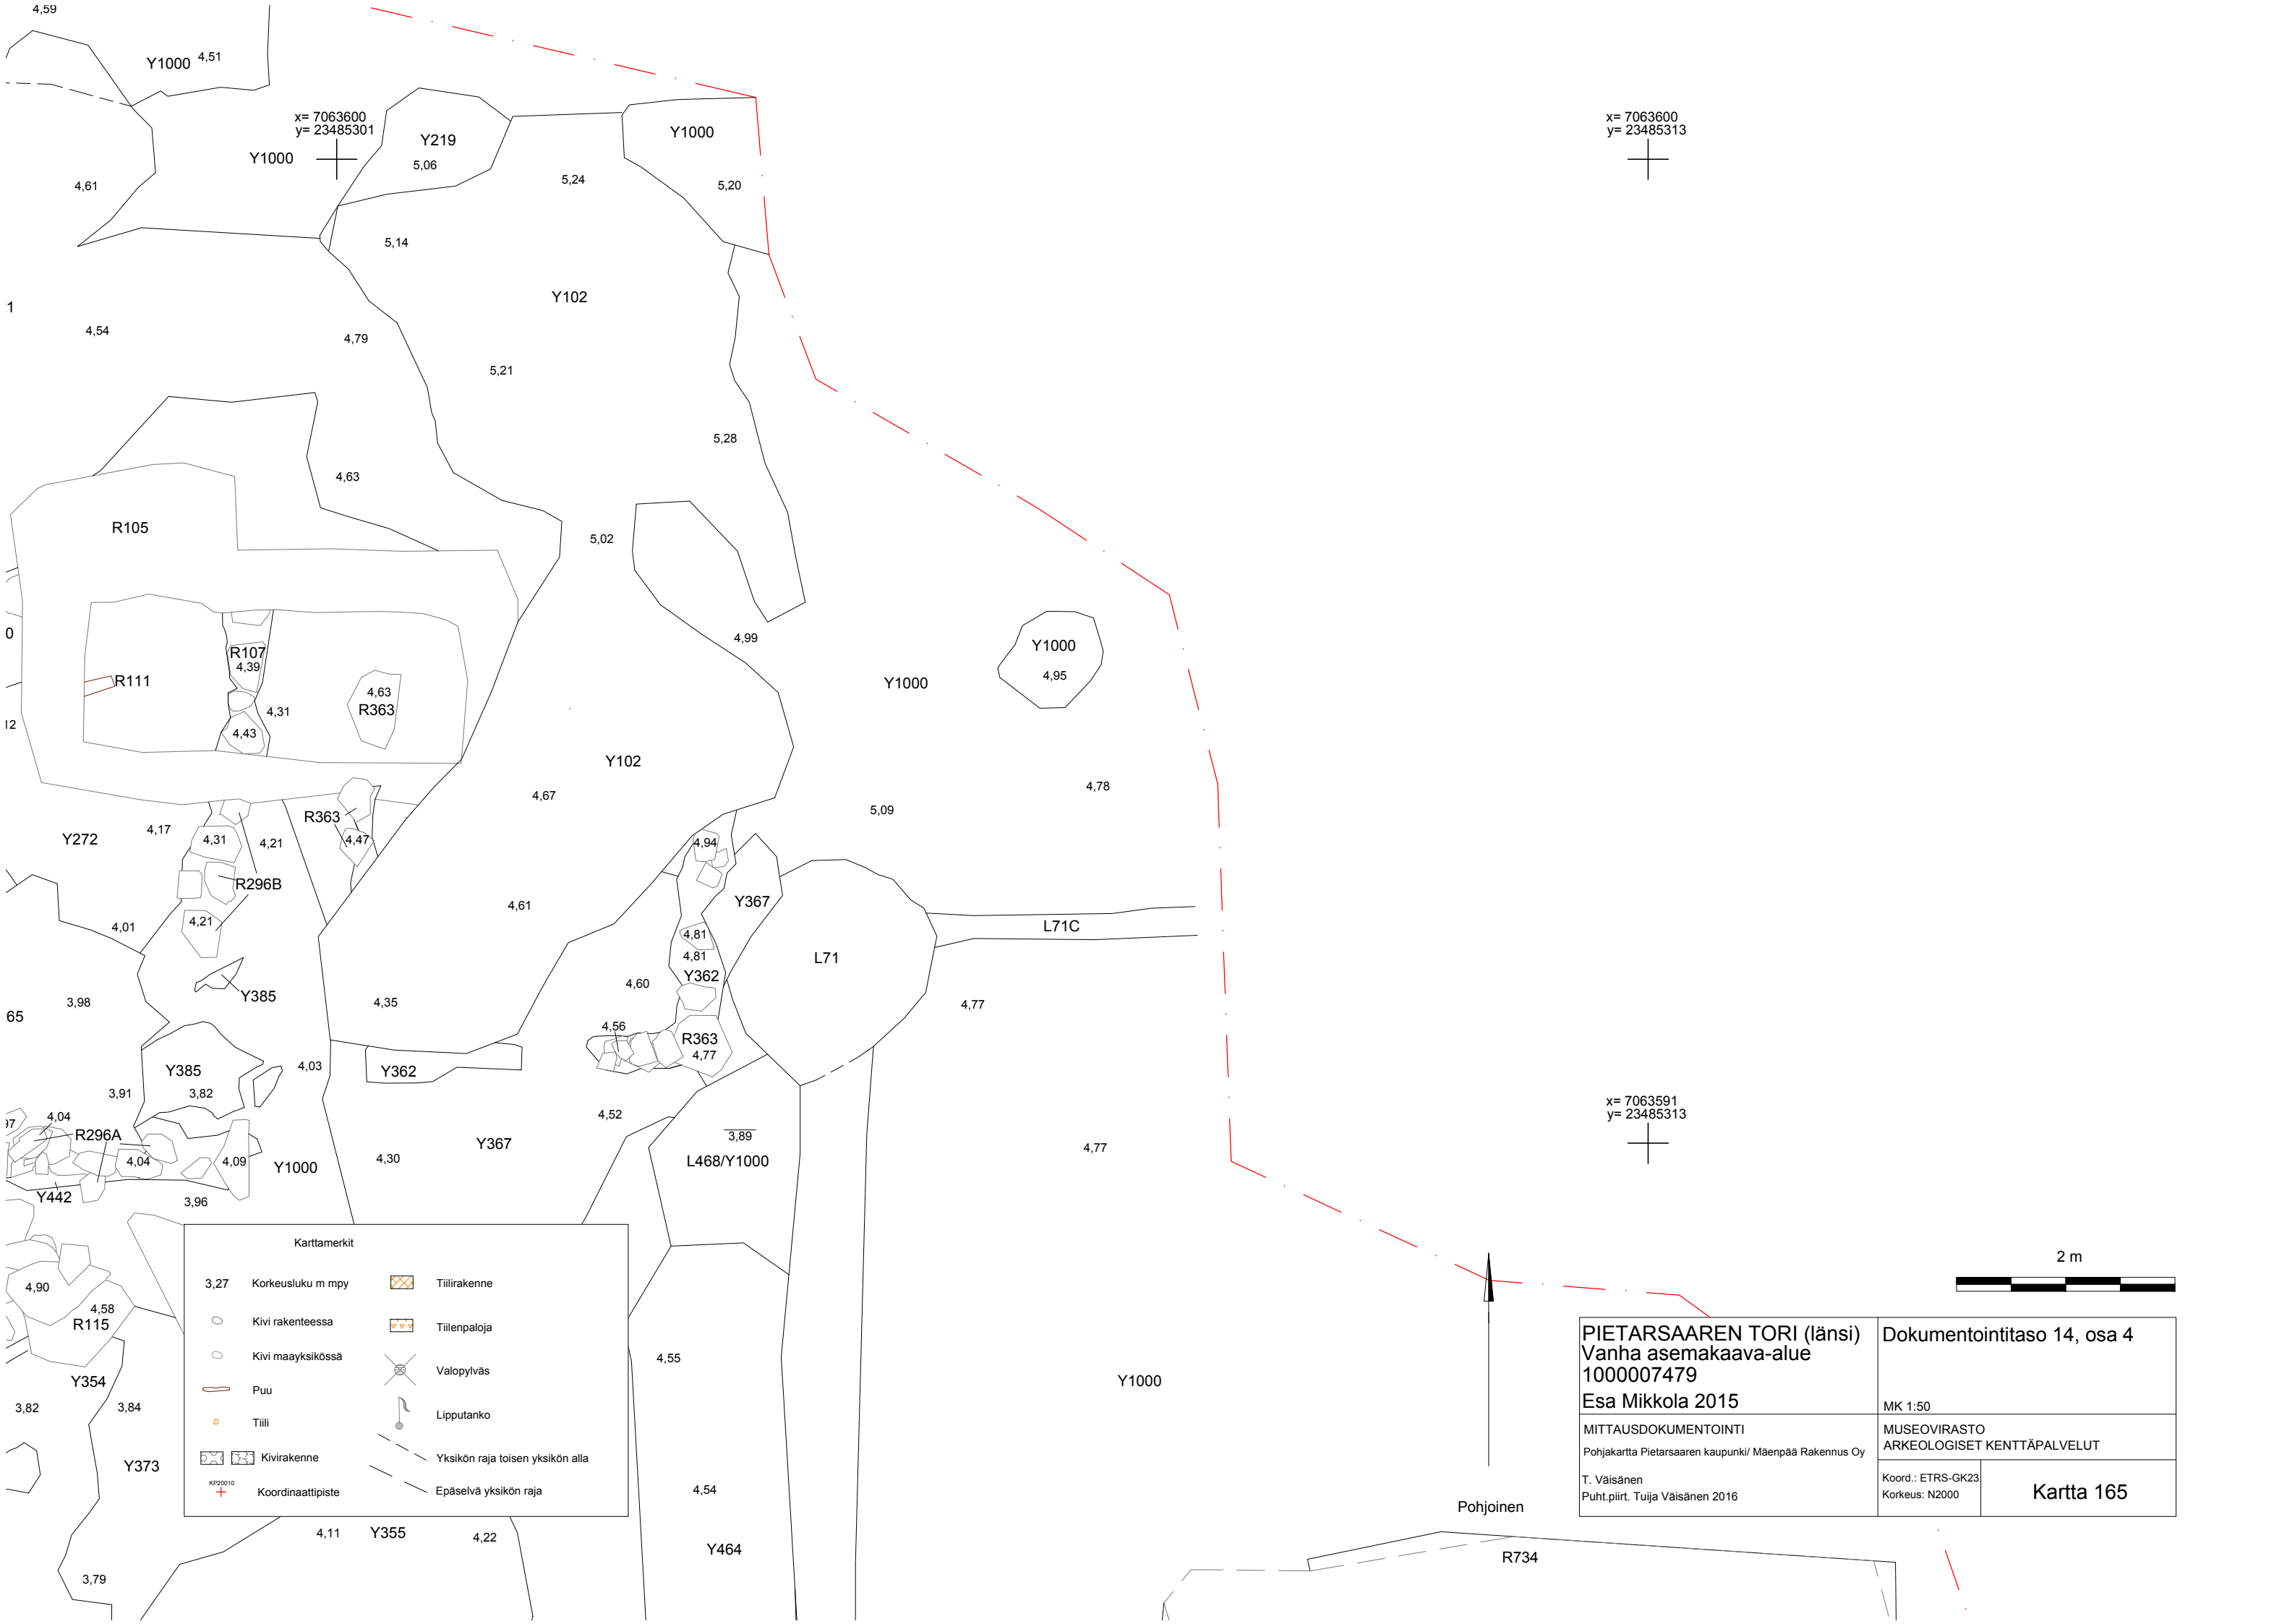 4,59
Y1000 4,51
x= 7063600
y= 23485301
Y1000
Y219
5,06
Y1000
5,24
5,20
x= 7063600
y= 23485313
4,61
5,14
Y102
4,54
4,79
5,21
5,28
4,63
R105
5,02
4,99
R107
4,39
R111
4,63
R363
4,31
4,43
Y1000
Y1000
4,95
Y102
4,67
4,78
5,09
R363
4,47
Y272
4,17
4,31
4,21
4,94
R296B
4,21
4,61
Y367
4,01
4,81
4,81
L71C
L71
Y362
4,60
Y385
3,98
4,35
4,77
65
4,56
R363
4,77
Y385
3,82
4,03
Y362
3,91
4,04
97
R296A
4,04
4,09
Y1000
4,30
Y367
4,52
3,89
L468/Y1000
4,77
x= 7063591
y= 23485313
Y442
3,96
4,90
4,58
R115
Y354
3,82
3,84
Y373
3,79
4,55
4,54
Y464
Y1000
4,11
Y355
4,22
Karttamerkit
3,27 Korkeusluku m mpy
Kivi rakenteessa
Kivi maayksikössä
Puu
Tiili
Kivirakenne
KP20010
Koordinaattipiste
Tiilirakenne
Tiilenpaloja
Valopylväs
Lipputanko
Yksikön raja toisen yksikön alla
Epäselvä yksikön raja
2 m
Pohjoinen
R734
PIETARSAAREN TORI (länsi)
Vanha asemakaava-alue
1000007479
Esa Mikkola 2015
Dokumentointitaso 14, osa 4
MK 1:50
MITTAUSDOKUMENTOINTI
Pohjakartta Pietarsaaren kaupunki/ Mäenpää Rakennus Oy
T. Väisänen
Puht.piirt. Tuija Väisänen 2016
MUSEOVIRASTO
ARKEOLOGISET KENTTÄPALVELUT
Koord.: ETRS-GK23
Korkeus: N2000
Kartta 165